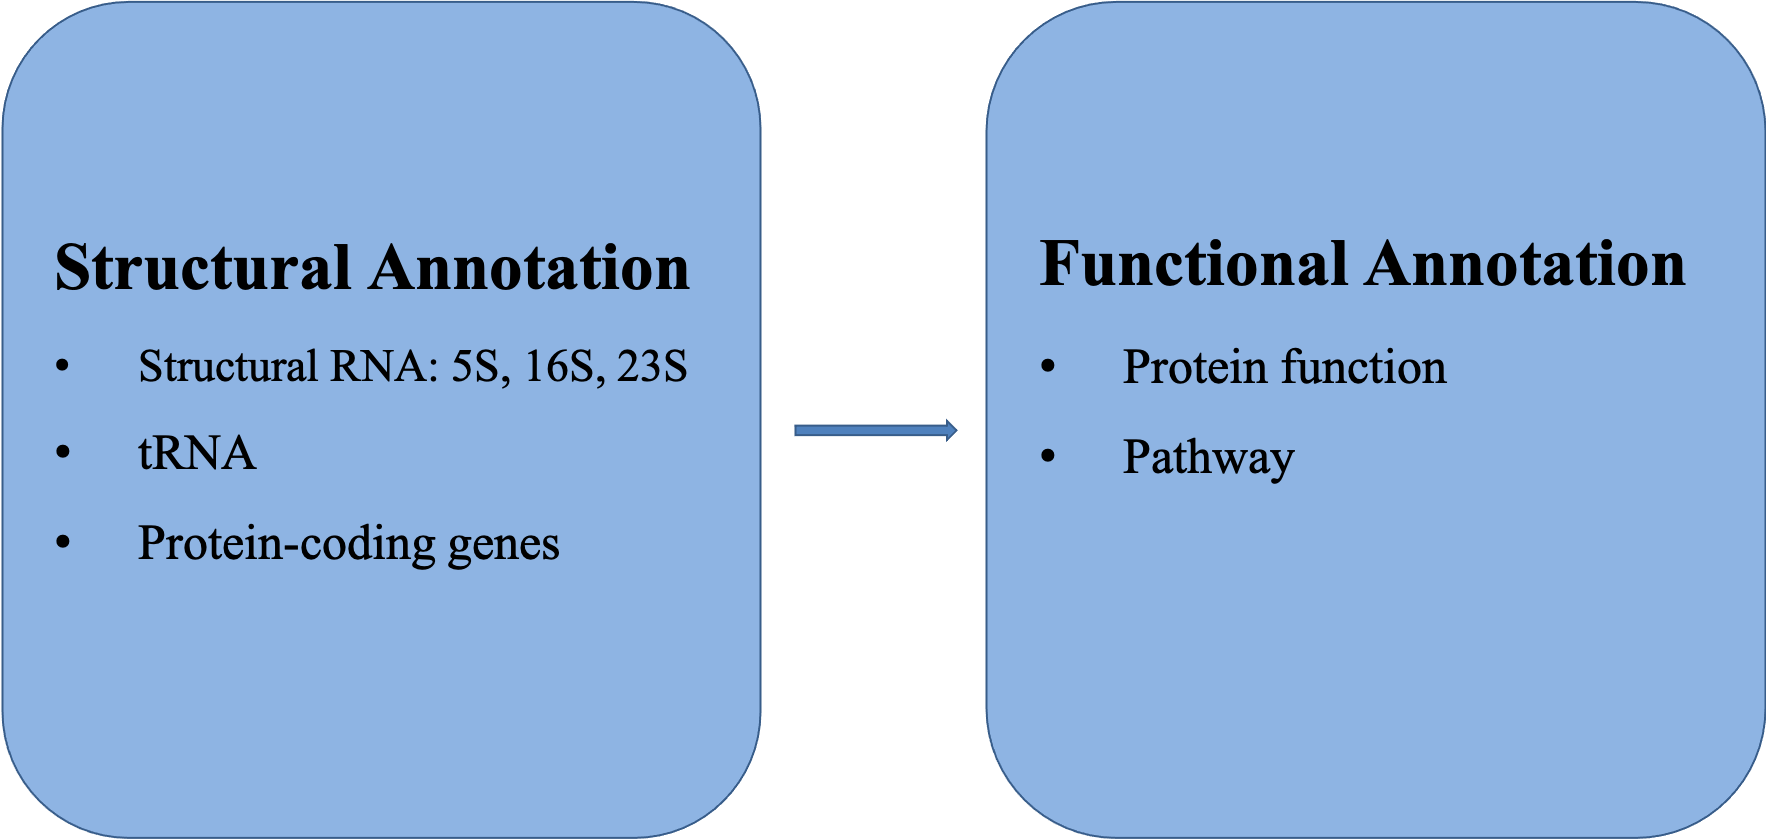 Structural Annotation
• Structural RNA: 5S, 16S, 23S
• tRNA
• Protein-coding genes
Functional Annotation
• Protein function
• Pathway